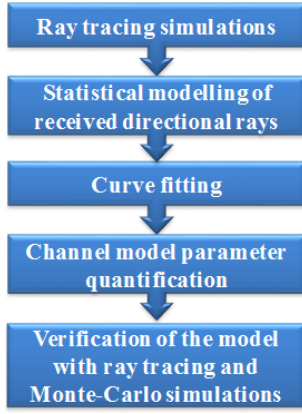 Ray tracing simulations
Statistical modelling of
received directional rays
Curve fitting
Channel model parameter
quantification
Verification of the model
with ray tracing and
Monte-Carlo simulations